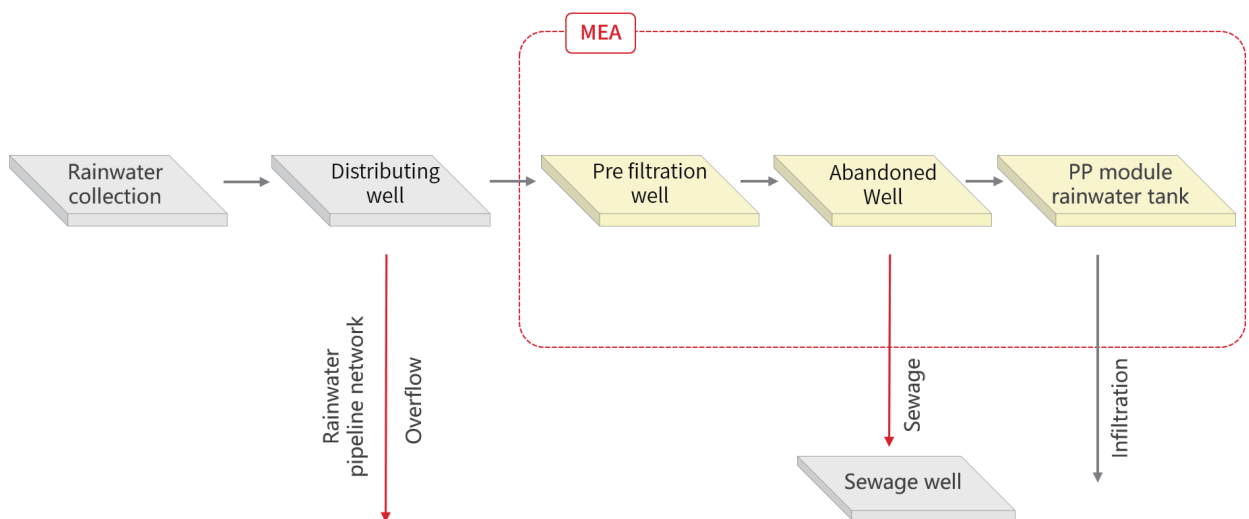 MEA
Rainwater
collection
Distributing
well
Pre filtration
well
Abandoned
Well
PP module
rainwater tank
Rainwater
pipeline network
Overflow
Sewage
Infiltration
Sewage well